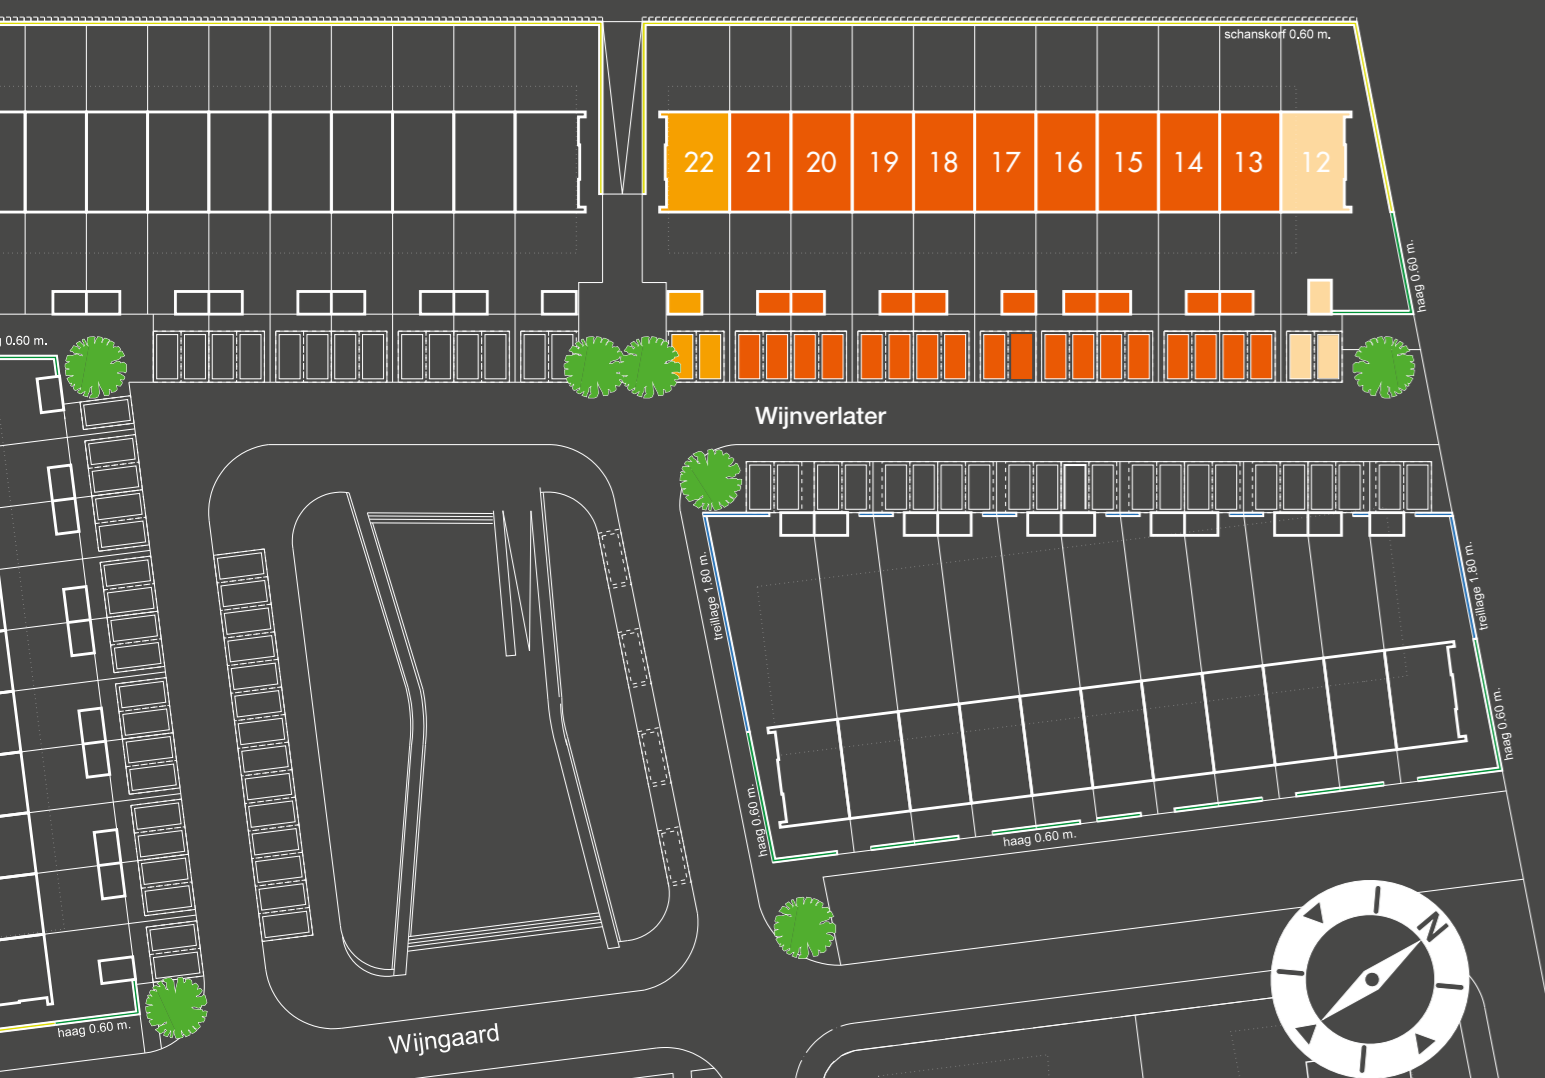 schanskorf 0.60 m.
22 21 20 19 18 17 16 15 14 13 12
haag 0.60 m.
0.60 m.
Wijnverlater
treillage 1.80 m.
treillage 1.80 m.
haag 0.60 m.
haag 0.60 m.
haag 0.60 m.
N
haag 0.60 m.
Wijngaard